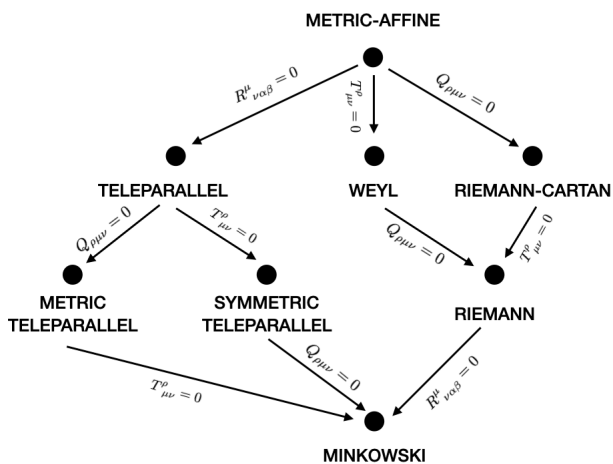 METRIC-AFFINE
R^μ_{ναβ} = 0
T^ρ_{μν} = 0
Q_{ρμν} = 0
TELEPARALLEL
WEYL
RIEMANN-CARTAN
Q_{ρμν} = 0
T^ρ_{μν} = 0
Q_{ρμν} = 0
T^ρ_{μν} = 0
METRIC
TELEPARALLEL
SYMMETRIC
TELEPARALLEL
RIEMANN
T^ρ_{μν} = 0
Q_{ρμν} = 0
R^μ_{ναβ} = 0
MINKOWSKI